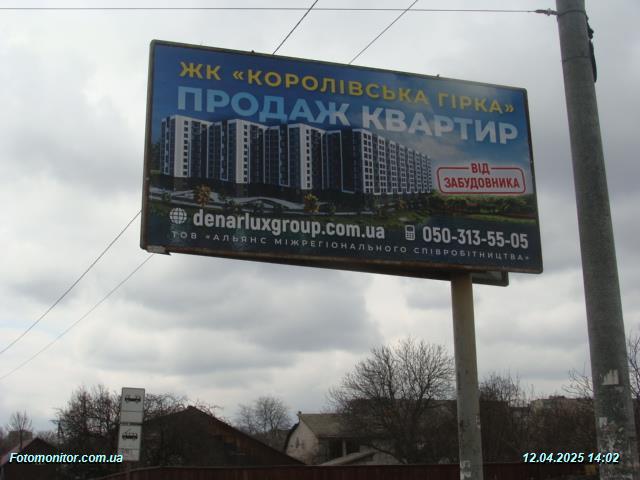 ЖК «КОРОЛІВСЬКА ГІРКА»
ПРОДАЖ КВАРТИР
ВІД
ЗАБУДОВНИКА
denarluxgroup.com.ua
050-313-55-05
ТОВ «АЛЬЯНС МІЖРЕГІОНАЛЬНОГО СПІВРОБІТНИЦТВА»
Fotomonitor.com.ua
12.04.2025 14:02